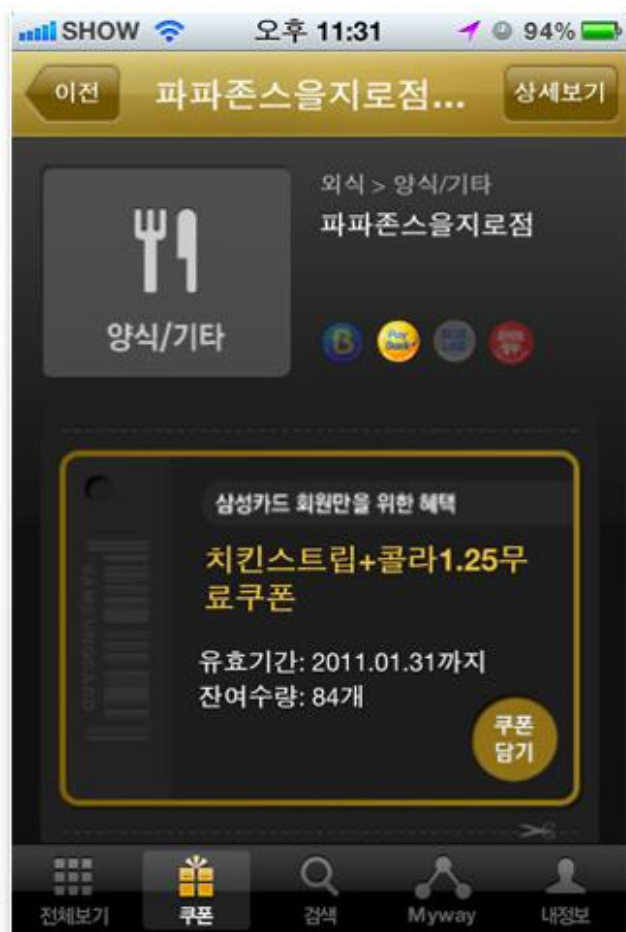 SHOW 오후 11:31 94%
이전 파파존스을지로점... 상세보기
외식 > 양식/기타
파파존스을지로점
양식/기타
삼성카드 회원만을 위한 혜택
치킨스트립+콜라1.25무
료쿠폰
유효기간: 2011.01.31까지
잔여수량: 84개
쿠폰
담기
SAMSUNGCARD
전체보기 쿠폰 검색 Myway 내정보